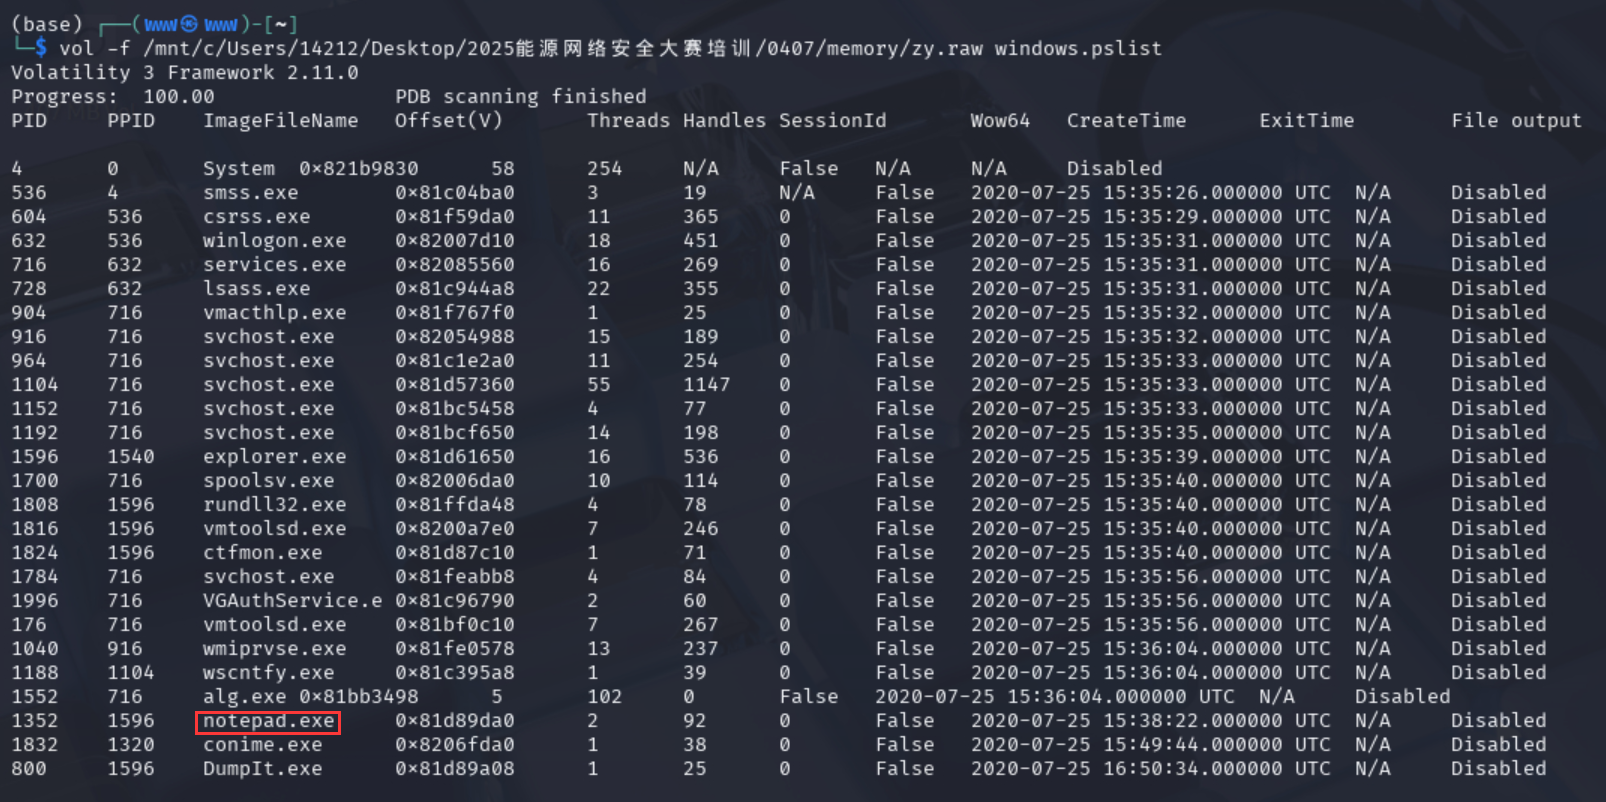 (base) ┌──(www㉿www)-[~]
└─$ vol -f /mnt/c/Users/14212/Desktop/2025能源网络安全大赛培训/0407/memory/zy.raw windows.pslist
Volatility 3 Framework 2.11.0
Progress:  100.00               PDB scanning finished
PID     PPID    ImageFileName   Offset(V)       Threads Handles SessionId       Wow64   CreateTime      ExitTime        File output

4       0       System  0x821b9830      58      254     N/A     False   N/A     N/A     Disabled
536     4       smss.exe        0x81c04ba0      3       19      N/A     False   2020-07-25 15:35:26.000000 UTC  N/A     Disabled
604     536     csrss.exe       0x81f59da0      11      365     0       False   2020-07-25 15:35:29.000000 UTC  N/A     Disabled
632     536     winlogon.exe    0x82007d10      18      451     0       False   2020-07-25 15:35:31.000000 UTC  N/A     Disabled
716     632     services.exe    0x82085560      16      269     0       False   2020-07-25 15:35:31.000000 UTC  N/A     Disabled
728     632     lsass.exe       0x81c944a8      22      355     0       False   2020-07-25 15:35:31.000000 UTC  N/A     Disabled
904     716     vmacthlp.exe    0x81f767f0      1       25      0       False   2020-07-25 15:35:32.000000 UTC  N/A     Disabled
916     716     svchost.exe     0x82054988      15      189     0       False   2020-07-25 15:35:32.000000 UTC  N/A     Disabled
964     716     svchost.exe     0x81c1e2a0      11      254     0       False   2020-07-25 15:35:33.000000 UTC  N/A     Disabled
1104    716     svchost.exe     0x81d57360      55      1147    0       False   2020-07-25 15:35:33.000000 UTC  N/A     Disabled
1152    716     svchost.exe     0x81bc5458      4       77      0       False   2020-07-25 15:35:33.000000 UTC  N/A     Disabled
1192    716     svchost.exe     0x81bcf650      14      198     0       False   2020-07-25 15:35:35.000000 UTC  N/A     Disabled
1596    1540    explorer.exe    0x81d61650      16      536     0       False   2020-07-25 15:35:39.000000 UTC  N/A     Disabled
1700    716     spoolsv.exe     0x82006da0      10      114     0       False   2020-07-25 15:35:40.000000 UTC  N/A     Disabled
1808    1596    rundll32.exe    0x81ffda48      4       78      0       False   2020-07-25 15:35:40.000000 UTC  N/A     Disabled
1816    1596    vmtoolsd.exe    0x8200a7e0      7       246     0       False   2020-07-25 15:35:40.000000 UTC  N/A     Disabled
1824    1596    ctfmon.exe      0x81d87c10      1       71      0       False   2020-07-25 15:35:40.000000 UTC  N/A     Disabled
1784    716     svchost.exe     0x81feabb8      4       84      0       False   2020-07-25 15:35:56.000000 UTC  N/A     Disabled
1996    716     VGAuthService.e 0x81c96790      2       60      0       False   2020-07-25 15:35:56.000000 UTC  N/A     Disabled
176     716     vmtoolsd.exe    0x81bf0c10      7       267     0       False   2020-07-25 15:35:56.000000 UTC  N/A     Disabled
1040    916     wmiprvse.exe    0x81fe0578      13      237     0       False   2020-07-25 15:36:04.000000 UTC  N/A     Disabled
1188    1104    wscntfy.exe     0x81c395a8      1       39      0       False   2020-07-25 15:36:04.000000 UTC  N/A     Disabled
1552    716     alg.exe 0x81bb3498      5       102     0       False   2020-07-25 15:36:04.000000 UTC  N/A     Disabled
1352    1596    notepad.exe     0x81d89da0      2       92      0       False   2020-07-25 15:38:22.000000 UTC  N/A     Disabled
1832    1320    conime.exe      0x8206fda0      1       38      0       False   2020-07-25 15:49:44.000000 UTC  N/A     Disabled
800     1596    DumpIt.exe      0x81d89a08      1       25      0       False   2020-07-25 16:50:34.000000 UTC  N/A     Disabled